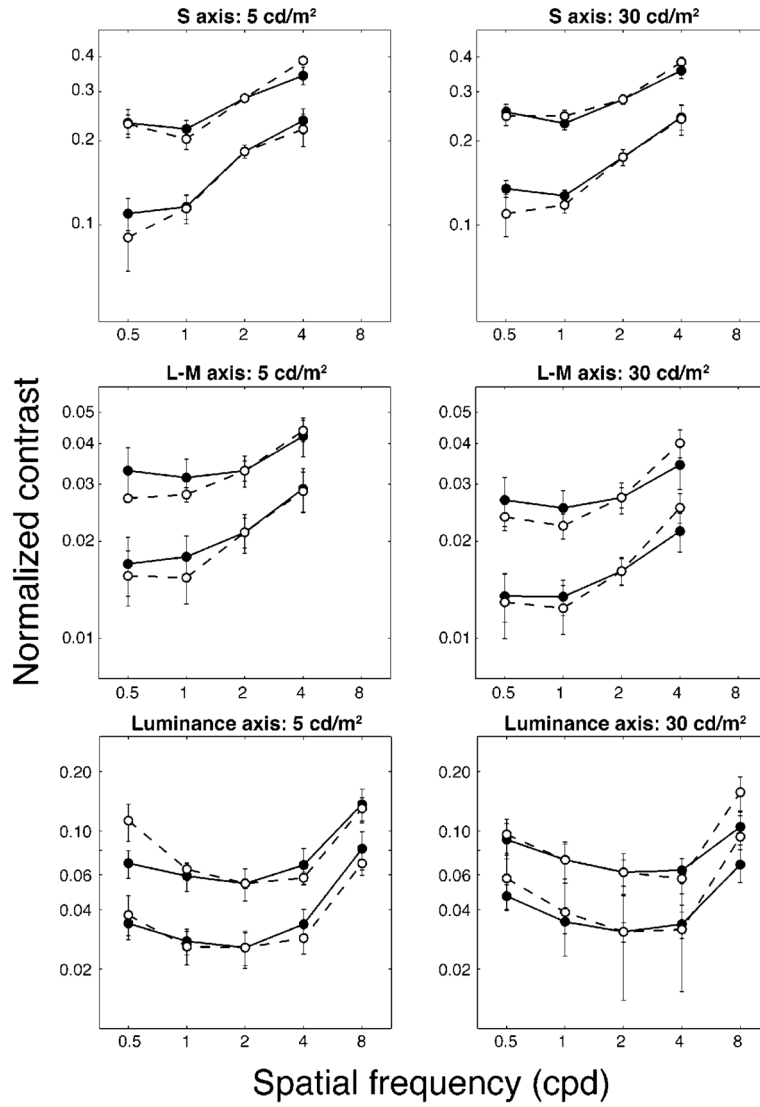 S axis: 5 cd/m²
S axis: 30 cd/m²
0.4
0.3
0.2
0.1
0.5 1 2 4 8
0.4
0.3
0.2
0.1
0.5 1 2 4 8
L-M axis: 5 cd/m²
L-M axis: 30 cd/m²
0.05
0.04
0.03
0.02
0.01
0.5 1 2 4 8
0.05
0.04
0.03
0.02
0.01
0.5 1 2 4 8
Luminance axis: 5 cd/m²
Luminance axis: 30 cd/m²
0.20
0.10
0.06
0.04
0.02
0.5 1 2 4 8
0.20
0.10
0.06
0.04
0.02
0.5 1 2 4 8
Normalized contrast
Spatial frequency (cpd)